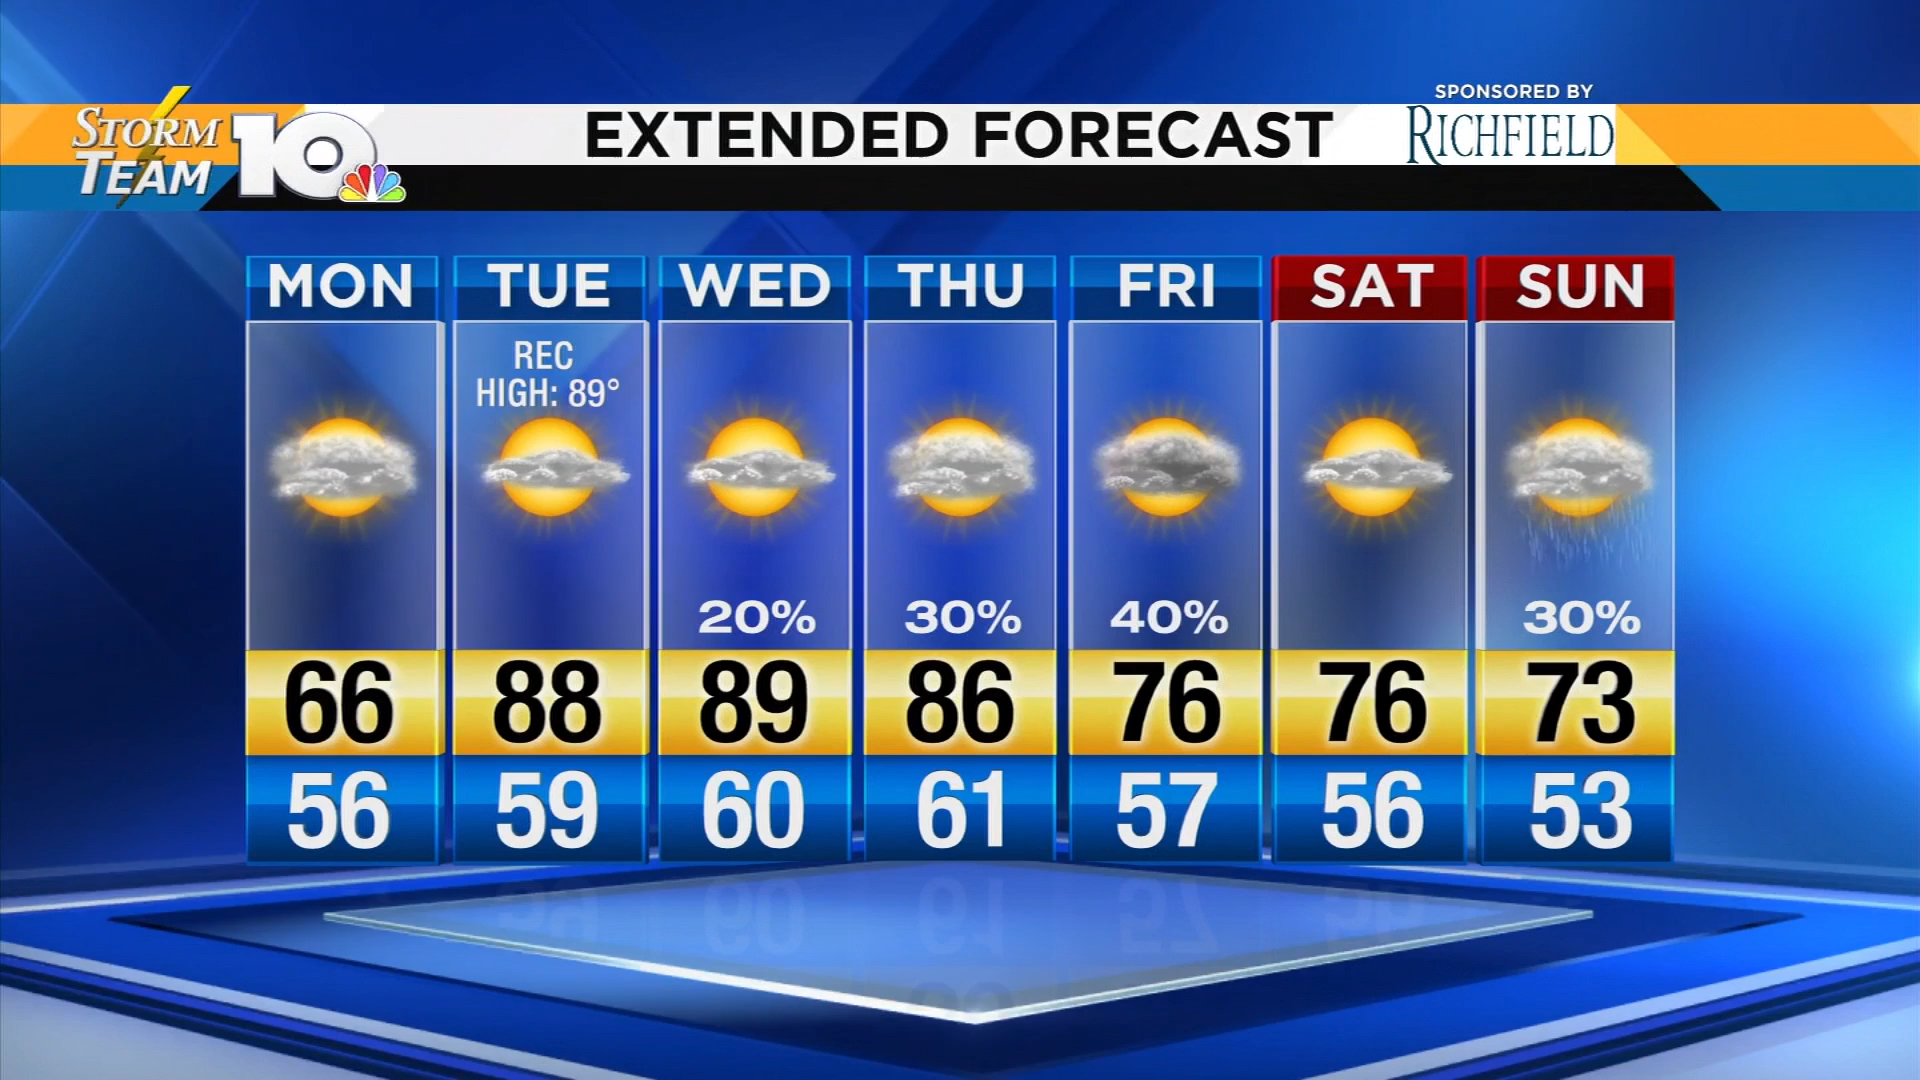 SPONSORED BY
STORM
TEAM
10
EXTENDED FORECAST
RICHFIELD
MON TUE WED THU FRI SAT SUN
REC
HIGH: 89°
20% 30% 40% 30%
66 88 89 86 76 76 73
56 59 60 61 57 56 53